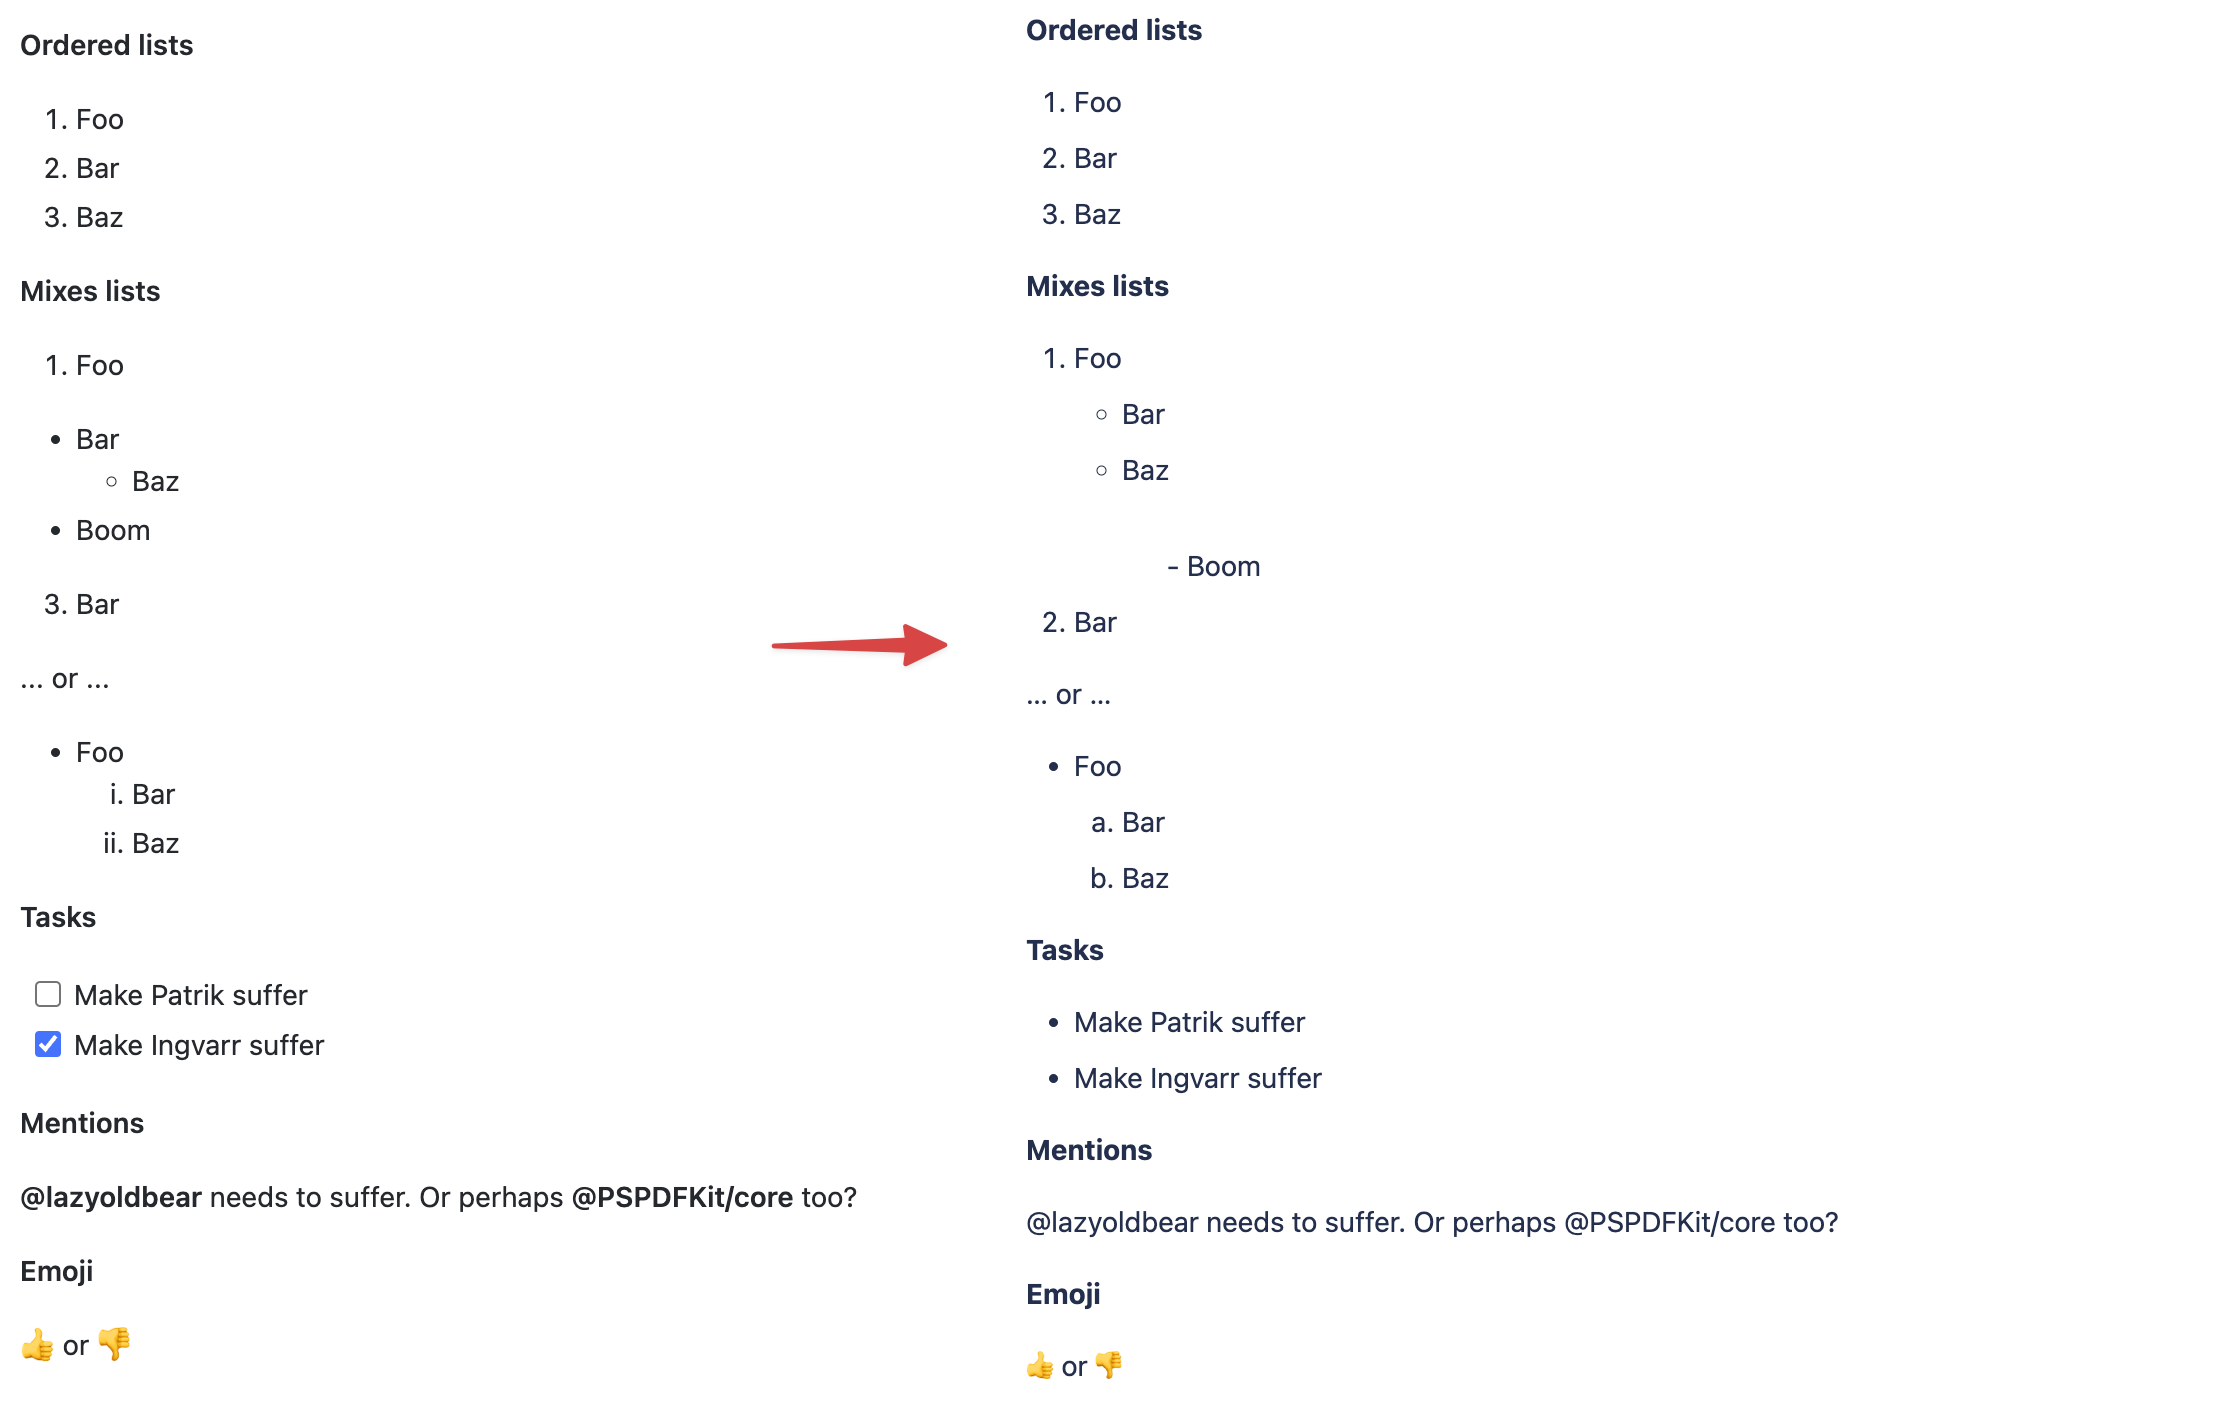 Ordered lists
1. Foo
2. Bar
3. Baz
Mixes lists
1. Foo
• Bar
◦ Baz
• Boom
3. Bar
... or ...
• Foo
i. Bar
ii. Baz
Tasks
Make Patrik suffer
Make Ingvarr suffer
Mentions
@lazyoldbear needs to suffer. Or perhaps @PSPDFKit/core too?
Emoji
👍 or 👎
Ordered lists
1. Foo
2. Bar
3. Baz
Mixes lists
1. Foo
◦ Bar
◦ Baz
- Boom
2. Bar
... or ...
• Foo
a. Bar
b. Baz
Tasks
• Make Patrik suffer
• Make Ingvarr suffer
Mentions
@lazyoldbear needs to suffer. Or perhaps @PSPDFKit/core too?
Emoji
👍 or 👎